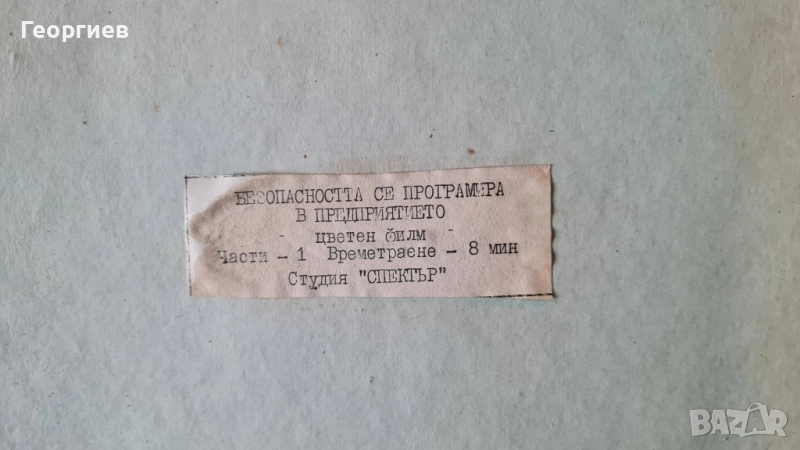 Георгиев
БЕЗОПАСНОСТТА СЕ ПРОГРАМИРА
В ПРЕДПРИЯТИЕТО
- цветен филм -
Части - 1 Времетраене - 8 мин
Студия "СПЕКТЪР"
BAZAR